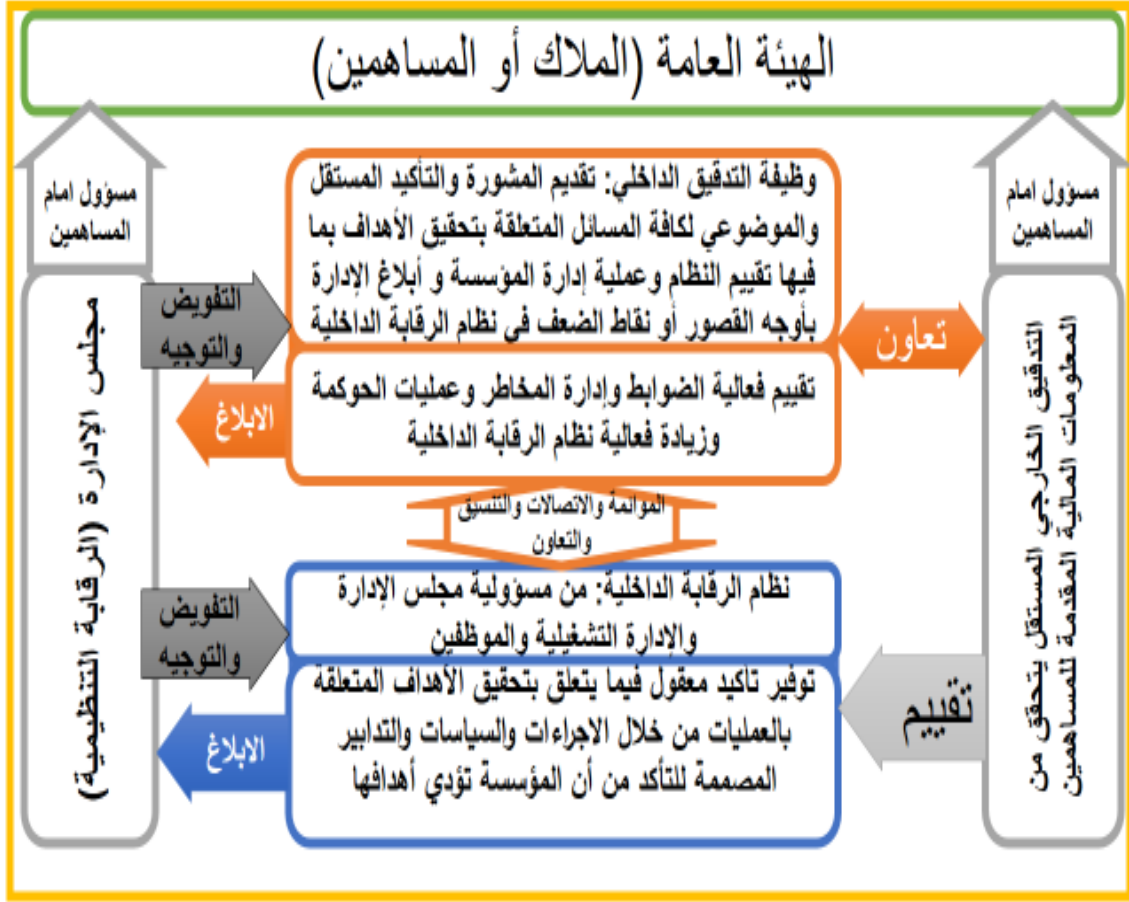 الهيئة العامة (الملاك أو المساهمين)
مسؤول امام
المساهمين
التدقيق الخارجي المستقل يتحقق من
المعلومات المالية المقدمة للمساهمين
وظيفة التدقيق الداخلي: تقديم المشورة والتأكيد المستقل
والموضوعي لكافة المسائل المتعلقة بتحقيق الأهداف بما
فيها تقييم النظام وعملية إدارة المؤسسة و أبلاغ الإدارة
بأوجه القصور أو نقاط الضعف في نظام الرقابة الداخلية
تعاون
تقييم فعالية الضوابط وإدارة المخاطر وعمليات الحوكمة
وزيادة فعالية نظام الرقابة الداخلية
الموائمة والاتصالات والتنسيق
والتعاون
نظام الرقابة الداخلية: من مسؤولية مجلس الإدارة
والإدارة التشغيلية والموظفين
تقييم
توفير تأكيد معقول فيما يتعلق بتحقيق الأهداف المتعلقة
بالعمليات من خلال الاجراءات والسياسات والتدابير
المصممة للتأكد من أن المؤسسة تؤدي أهدافها
التفويض
والتوجيه
الابلاغ
التفويض
والتوجيه
الابلاغ
مسؤول امام
المساهمين
مجلس الإدارة (الرقابة التنظيمية)